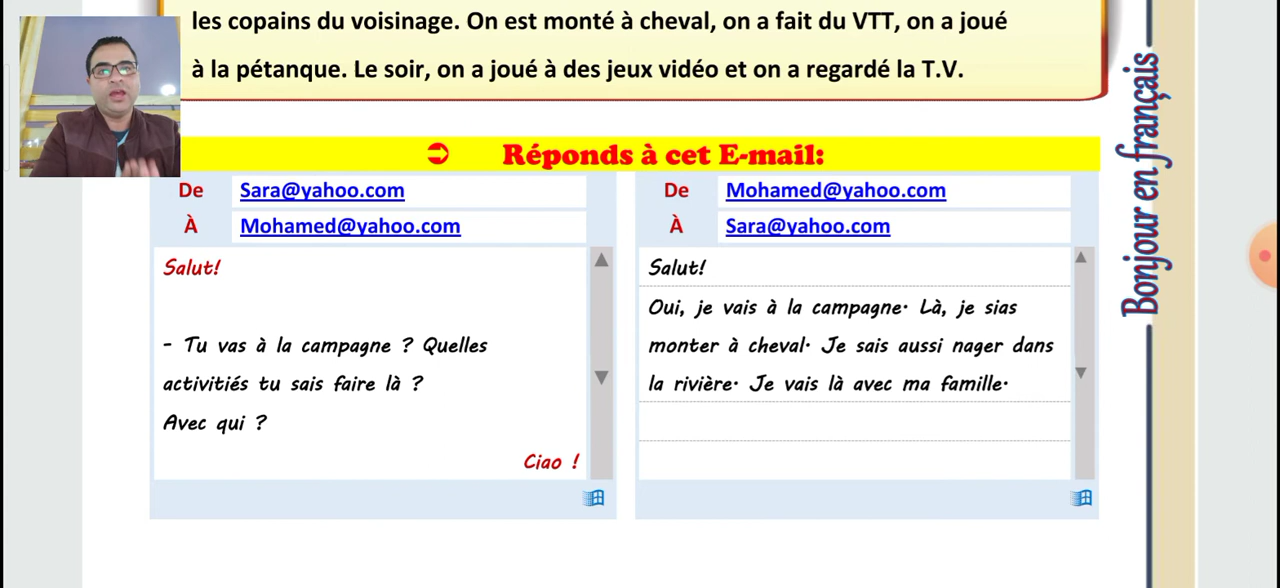 les copains du voisinage. On est monté à cheval, on a fait du VTT, on a joué
à la pétanque. Le soir, on a joué à des jeux vidéo et on a regardé la T.V.
Réponds à cet E-mail:
De Sara@yahoo.com
À Mohamed@yahoo.com
Salut!
- Tu vas à la campagne ? Quelles
activitiés tu sais faire là ?
Avec qui ?
Ciao !
De Mohamed@yahoo.com
À Sara@yahoo.com
Salut!
Oui, je vais à la campagne. Là, je sias
monter à cheval. Je sais aussi nager dans
la rivière. Je vais là avec ma famille.
Bonjour en français